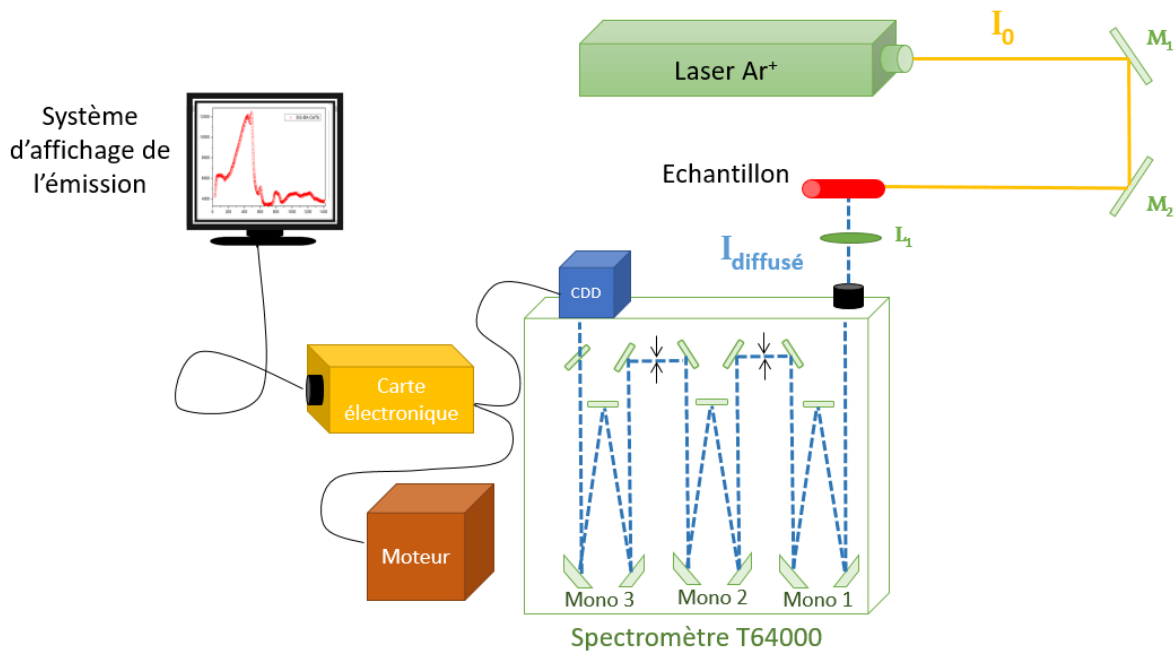 I0
M1
Laser Ar+
Système
d'affichage de
l'émission
Echantillon
M2
L1
Idiffusé
CDD
Carte
électronique
Moteur
Mono 3
Mono 2
Mono 1
Spectromètre T64000